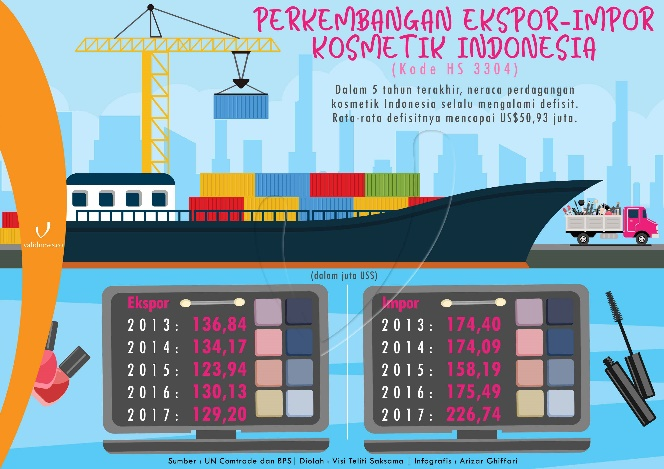 PERKEMBANGAN EKSPOR-IMPOR
KOSMETIK INDONESIA
(Kode HS 3304)
Dalam 5 tahun terakhir, neraca perdagangan
kosmetik Indonesia selalu mengalami defisit.
Rata-rata defisitnya mencapai US$50,93 juta.
(dalam juta US$)
Ekspor
2013: 136,84
2014: 134,17
2015: 123,94
2016: 130,13
2017: 129,20
Impor
2013: 174,40
2014: 174,09
2015: 158,19
2016: 175,49
2017: 226,74
Sumber : UN Comtrade dan BPS| Diolah - Visi Teliti Saksama | Infografis : Arizar Ghiffari